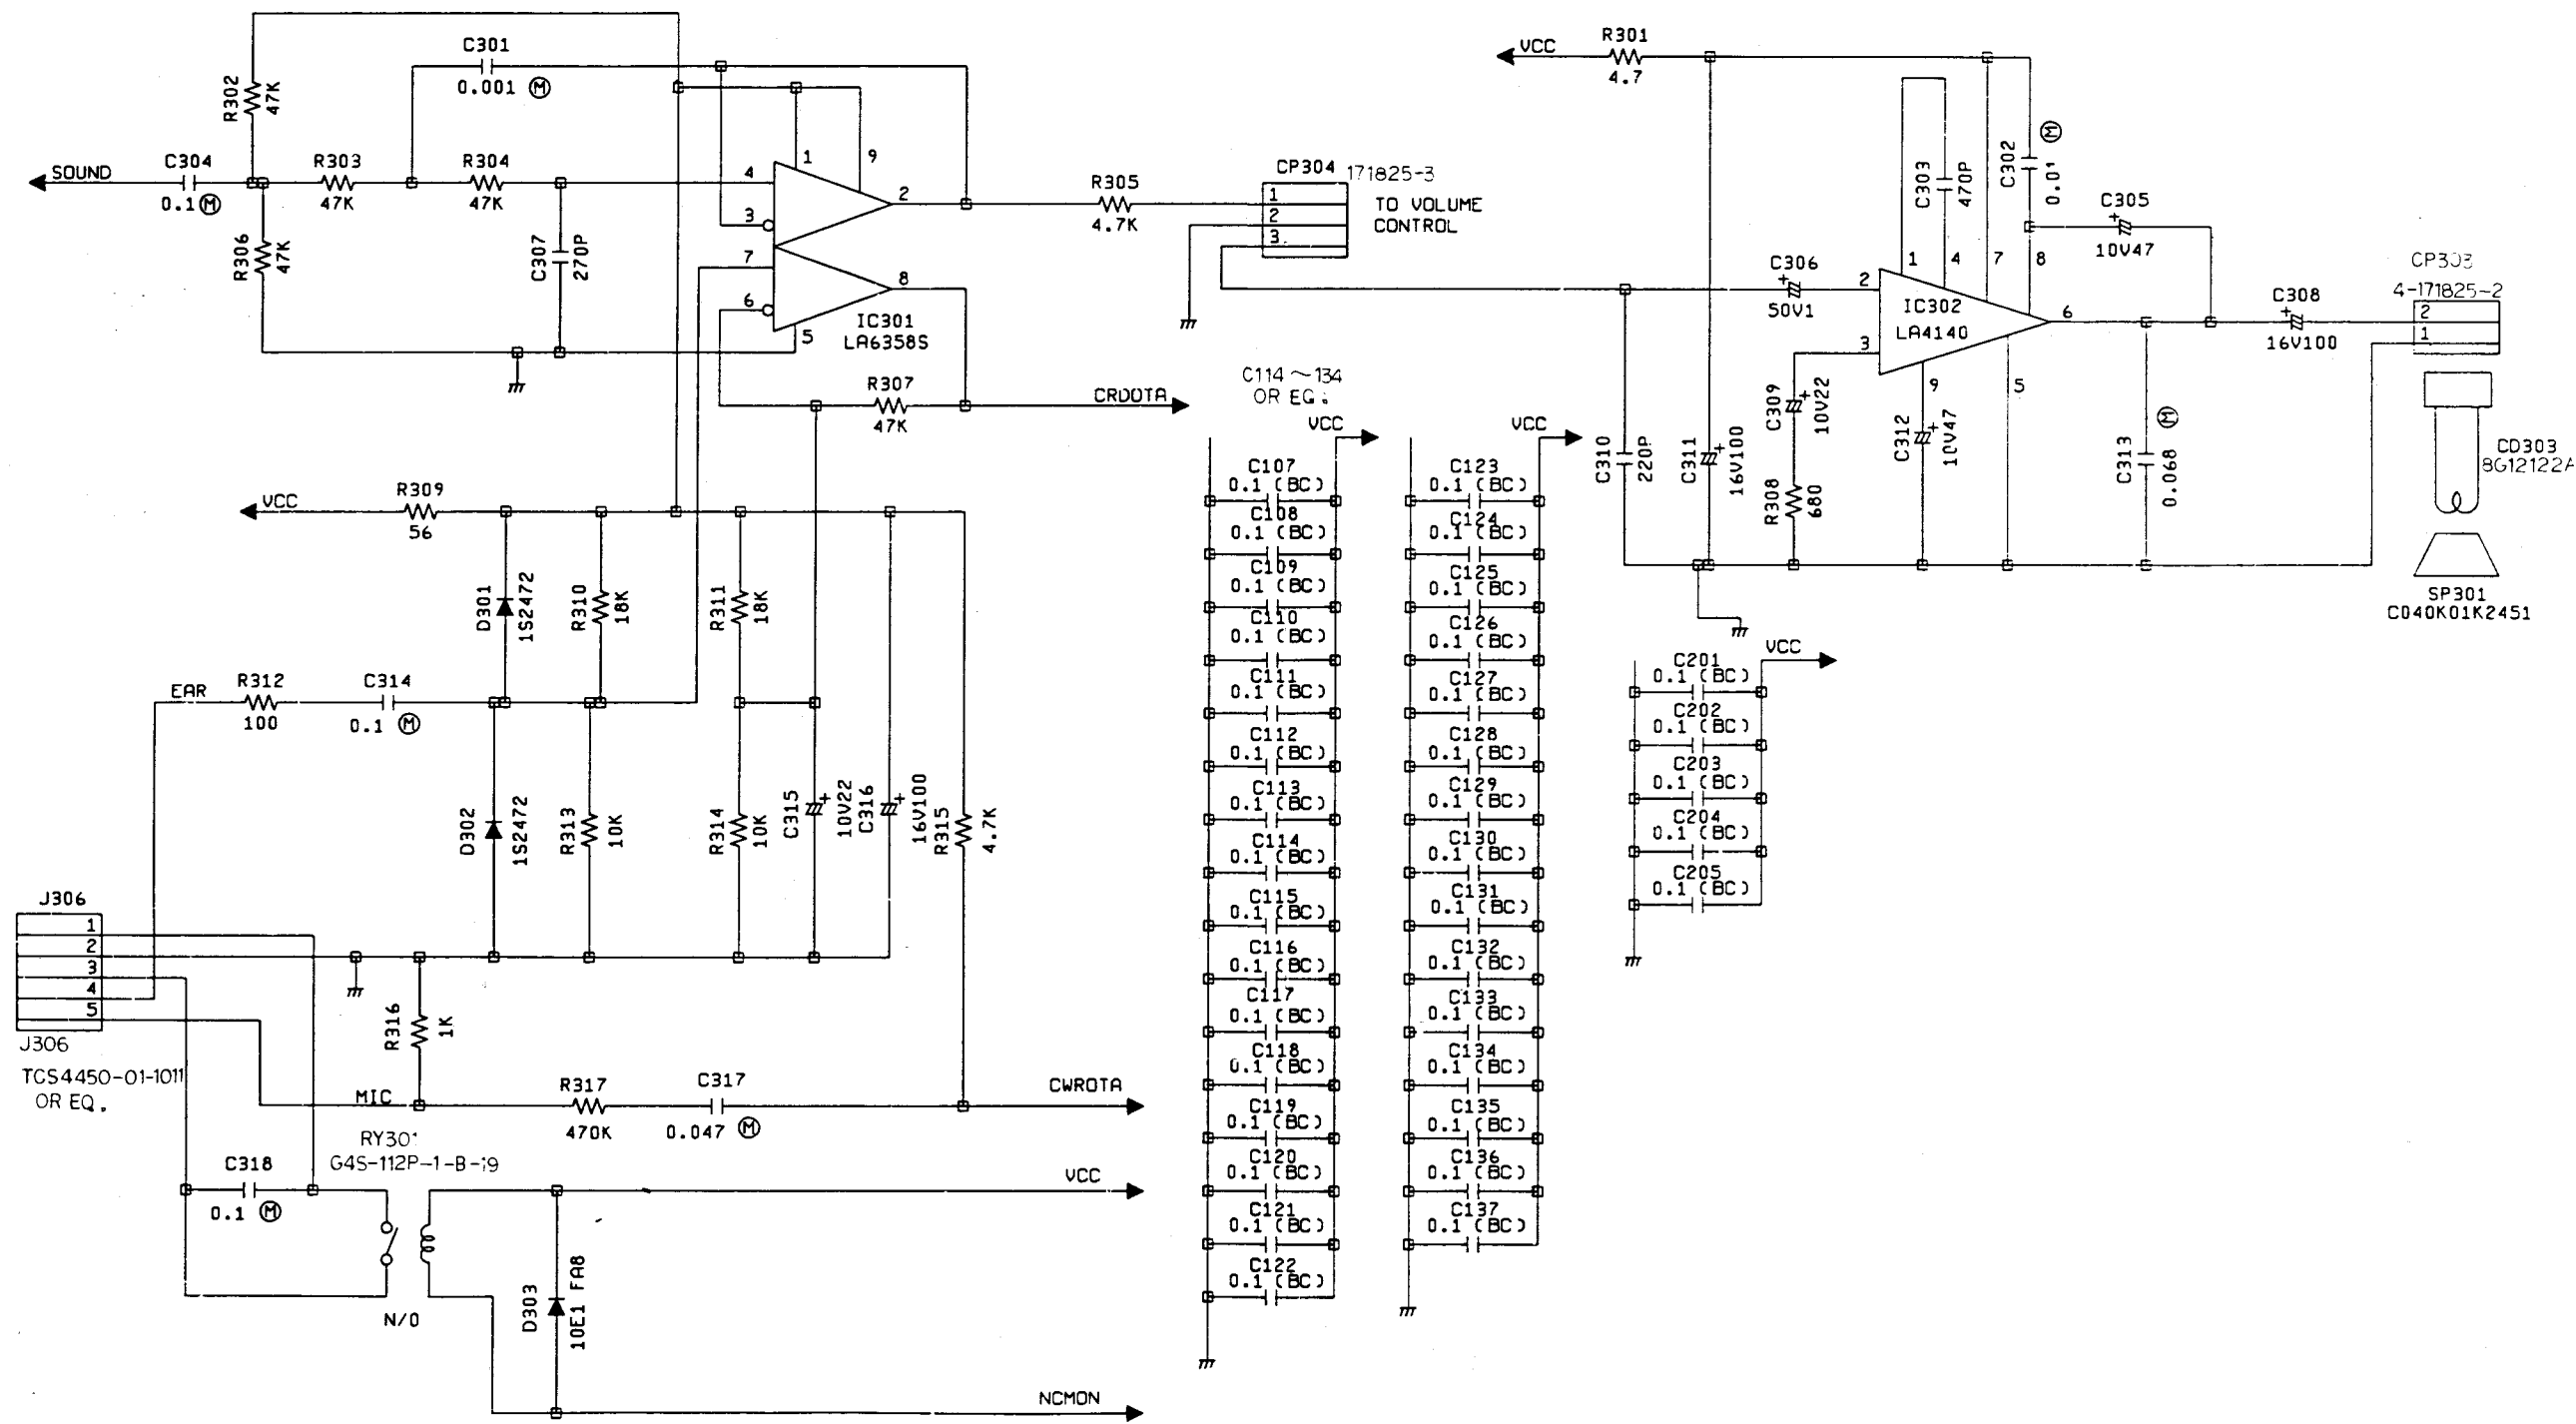 C301
0.001 Ⓜ
R302
47K
SOUND
C304
0.1 Ⓜ
R303
47K
R304
47K
R306
47K
C307
270P
1
9
4
3
7
6
5
2
8
IC301
LA6358S
R305
4.7K
CP304
171825-3
1
2
3
TO VOLUME
CONTROL
R307
47K
CRDOTA
VCC
R301
4.7
C303
470P
C302
0.01 Ⓜ
C305
+
10V47
1
4
7
8
C306
+
50V1
2
3
IC302
LA4140
6
9
5
C308
+
16V100
CP303
4-171825-2
2
1
C310
220P
C311
+
16V100
C309
+
10V22
R308
680
C312
+
10V47
C313
0.068 Ⓜ
CD303
8G12122A
SP301
C040K01K2451
VCC
R309
56
D301
1S2472
R310
18K
R311
18K
EAR
R312
100
C314
0.1 Ⓜ
D302
1S2472
R313
10K
R314
10K
C315
+
10V22
C316
+
16V100
R315
4.7K
J306
1
2
3
4
5
J306
TCS4450-01-1011
OR EQ.
R316
1K
MIC
R317
470K
C317
0.047 Ⓜ
CWROTA
RY301
G4S-112P-1-B-19
C318
0.1 Ⓜ
N/O
VCC
D303
10E1 FA8
NCMON
C114～134
OR EQ.
VCC
C107
0.1 (BC)
C108
0.1 (BC)
C109
0.1 (BC)
C110
0.1 (BC)
C111
0.1 (BC)
C112
0.1 (BC)
C113
0.1 (BC)
C114
0.1 (BC)
C115
0.1 (BC)
C116
0.1 (BC)
C117
0.1 (BC)
C118
0.1 (BC)
C119
0.1 (BC)
C120
0.1 (BC)
C121
0.1 (BC)
C122
0.1 (BC)
VCC
C123
0.1 (BC)
C124
0.1 (BC)
C125
0.1 (BC)
C126
0.1 (BC)
C127
0.1 (BC)
C128
0.1 (BC)
C129
0.1 (BC)
C130
0.1 (BC)
C131
0.1 (BC)
C132
0.1 (BC)
C133
0.1 (BC)
C134
0.1 (BC)
C135
0.1 (BC)
C136
0.1 (BC)
C137
0.1 (BC)
VCC
C201
0.1 (BC)
C202
0.1 (BC)
C203
0.1 (BC)
C204
0.1 (BC)
C205
0.1 (BC)